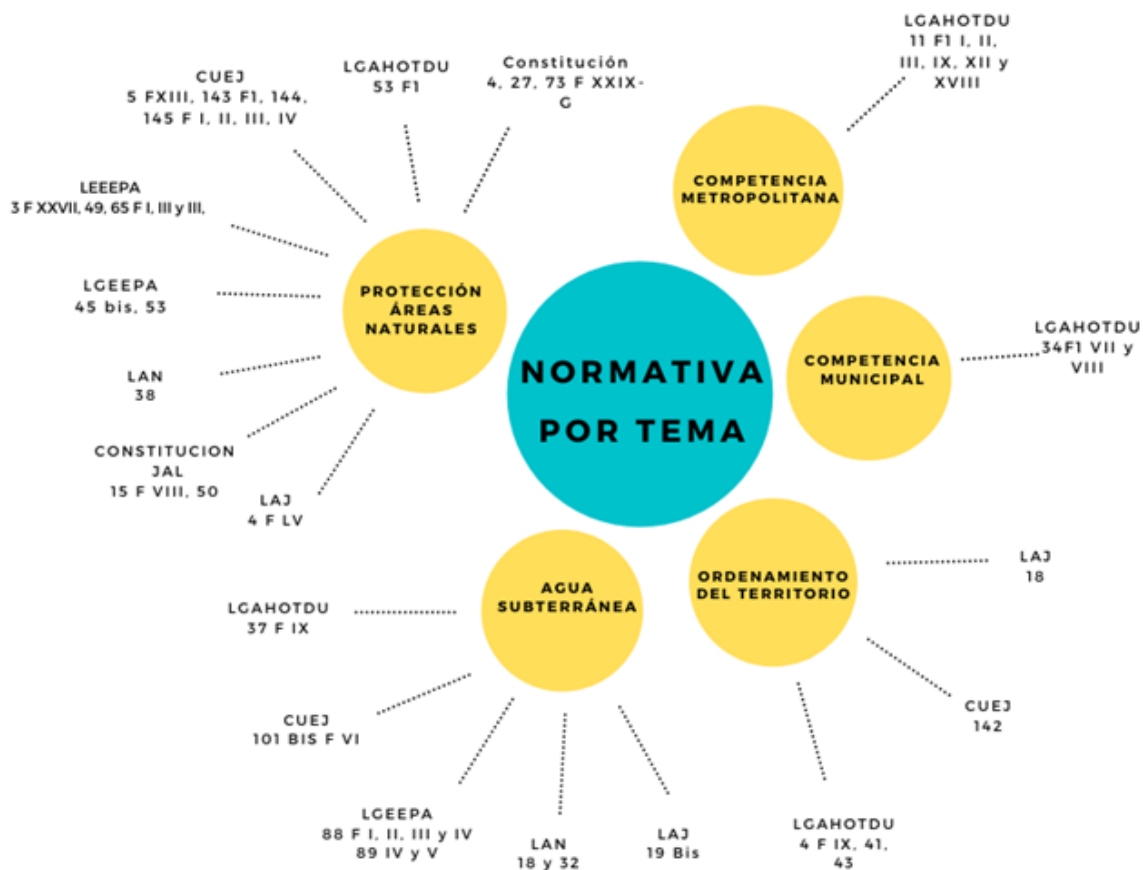 LGAHOTDU
11 F1 I, II,
III, IX, XII y
XVIII
Constitución
4, 27, 73 F XXIX-
G
LGAHOTDU
53 F1
CUEJ
5 FXIII, 143 F1, 144,
145 F I, II, III, IV
LEEEPA
3 F XXVII, 49, 65 F I, III y III,
LGEEPA
45 bis, 53
LAN
38
CONSTITUCION
JAL
15 F VIII, 50
LAJ
4 F LV
PROTECCIÓN
ÁREAS
NATURALES
COMPETENCIA
METROPOLITANA
NORMATIVA
POR TEMA
COMPETENCIA
MUNICIPAL
LGAHOTDU
34F1 VII y
VIII
AGUA
SUBTERRÁNEA
ORDENAMIENTO
DEL TERRITORIO
LAJ
18
CUEJ
142
LGAHOTDU
4 F IX, 41,
43
LGAHOTDU
37 F IX
CUEJ
101 BIS F VI
LGEEPA
88 F I, II, III y IV
89 IV y V
LAN
18 y 32
LAJ
19 Bis